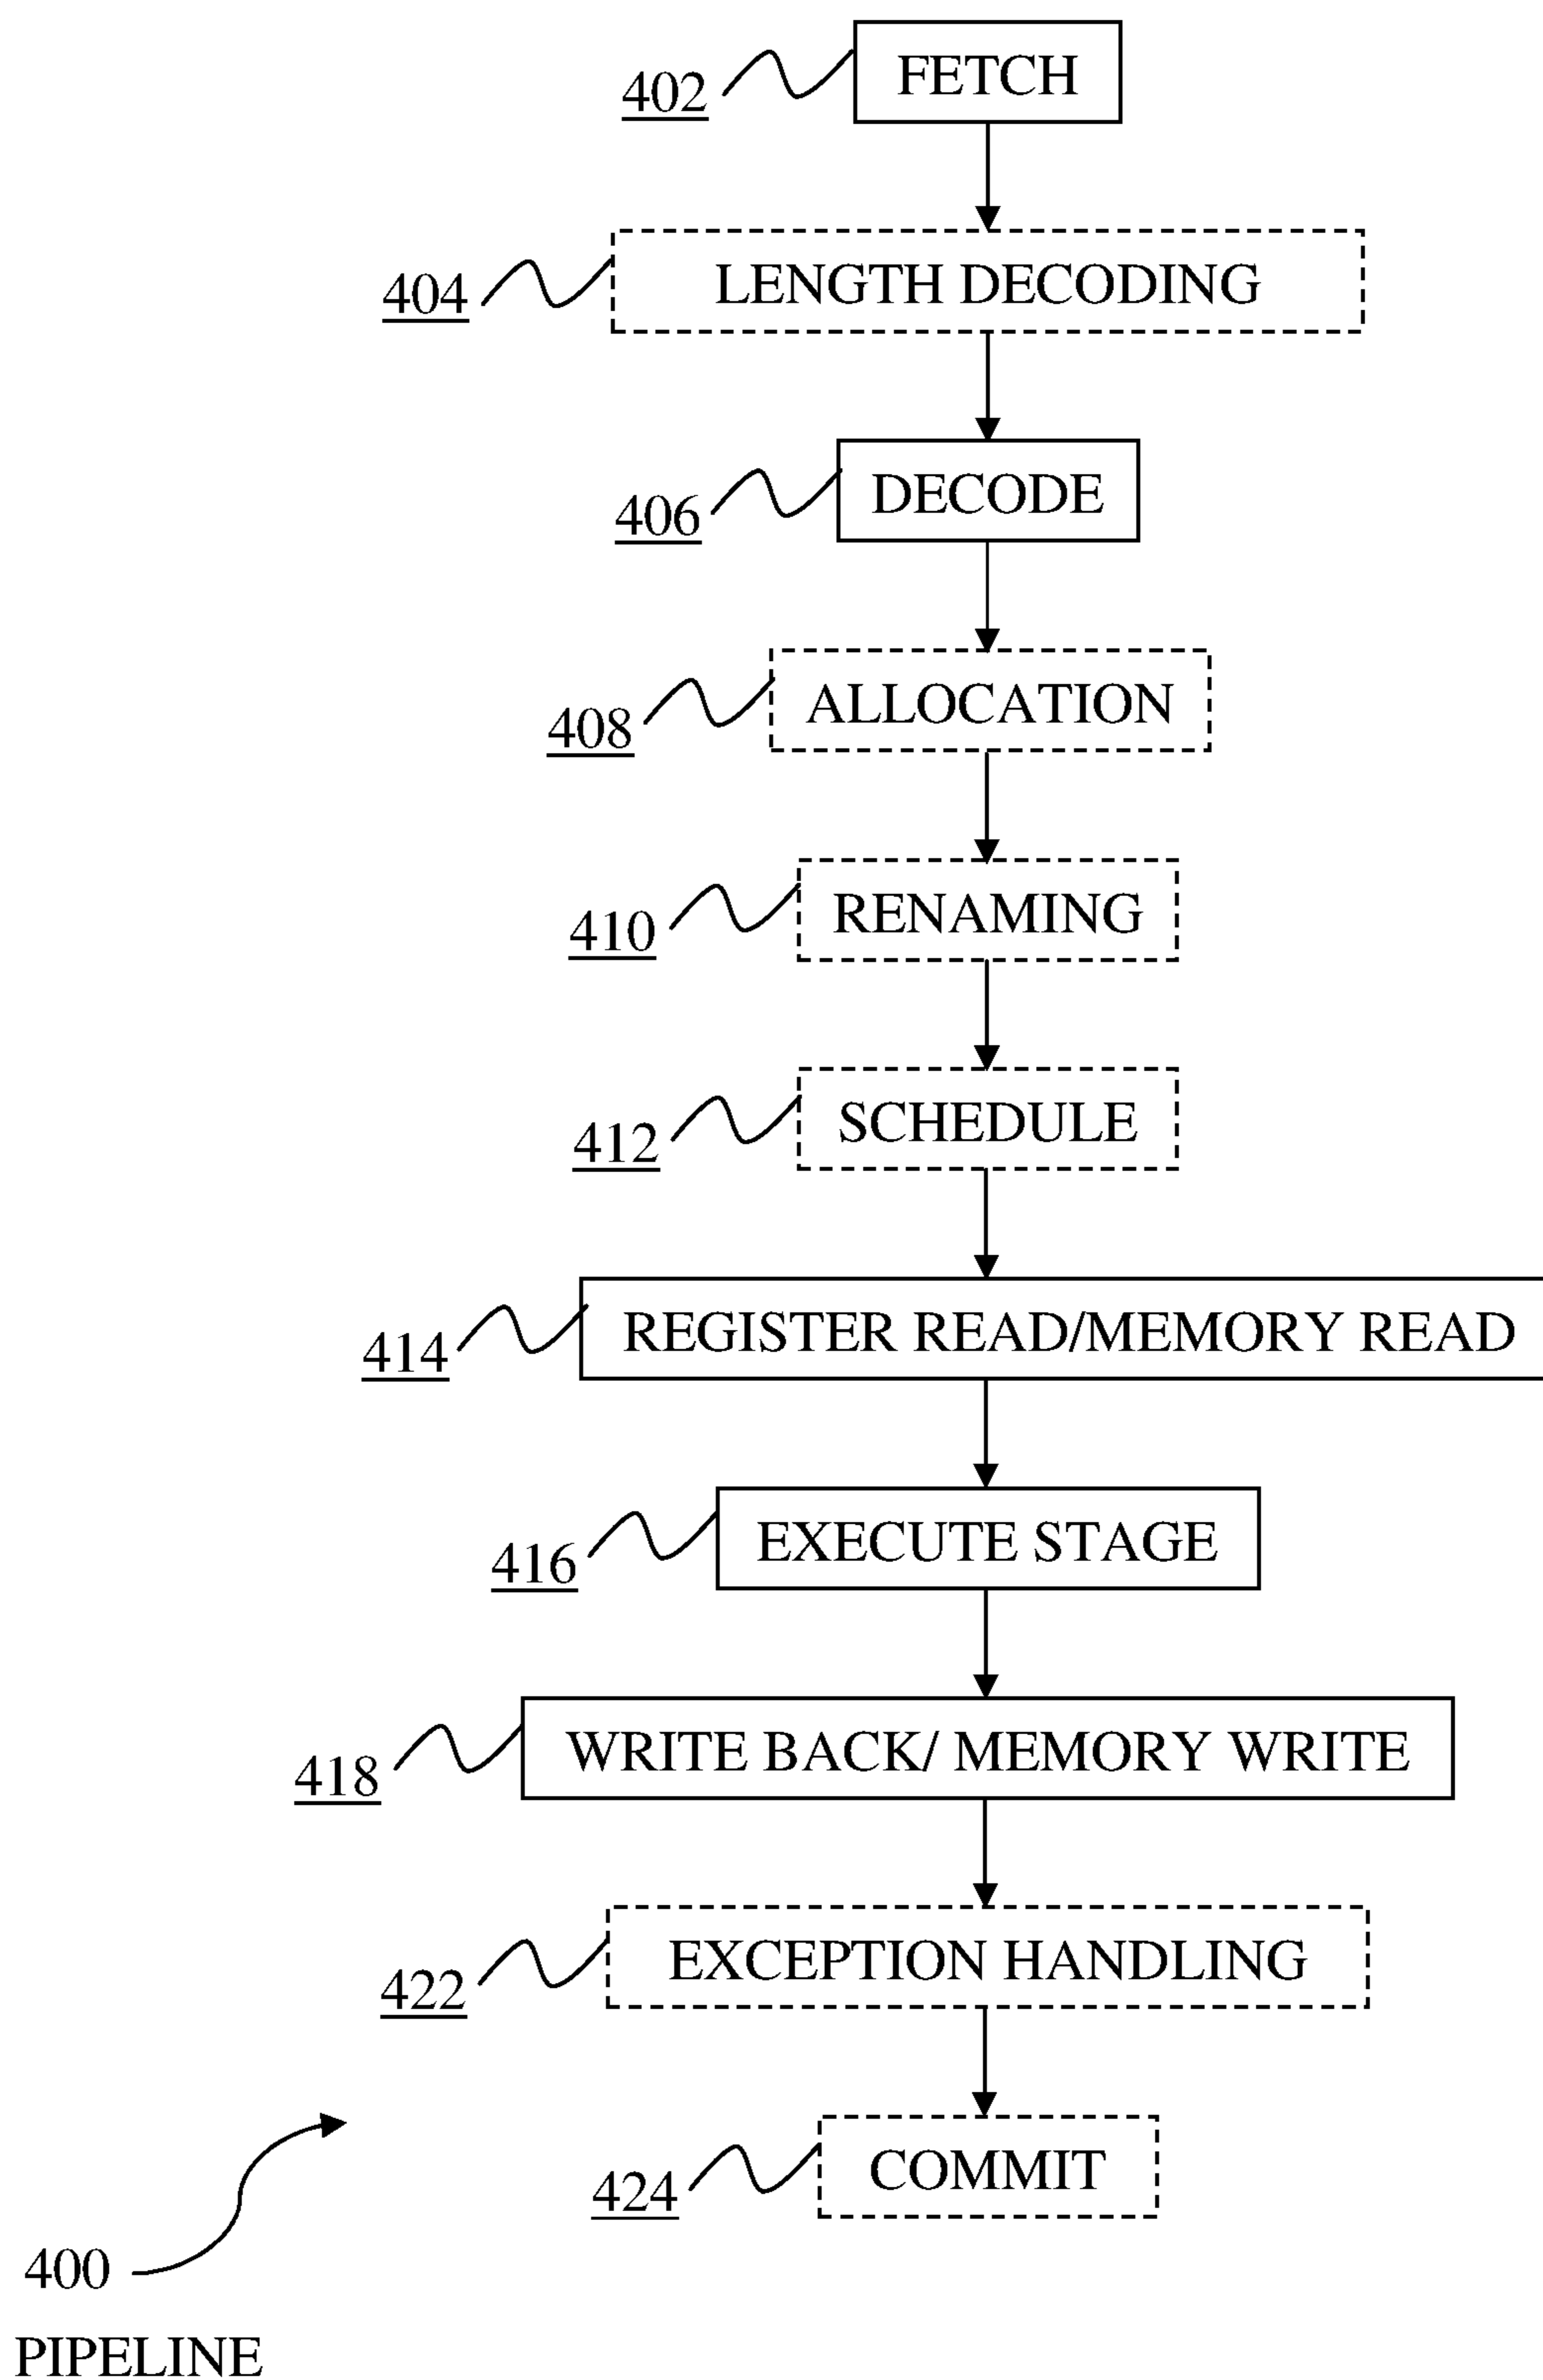 FETCH
402
LENGTH DECODING
404
DECODE
406
ALLOCATION
408
RENAMING
410
SCHEDULE
412
REGISTER READ/MEMORY READ
414
EXECUTE STAGE
416
WRITE BACK/ MEMORY WRITE
418
EXCEPTION HANDLING
422
COMMIT
424
400
PIPELINE